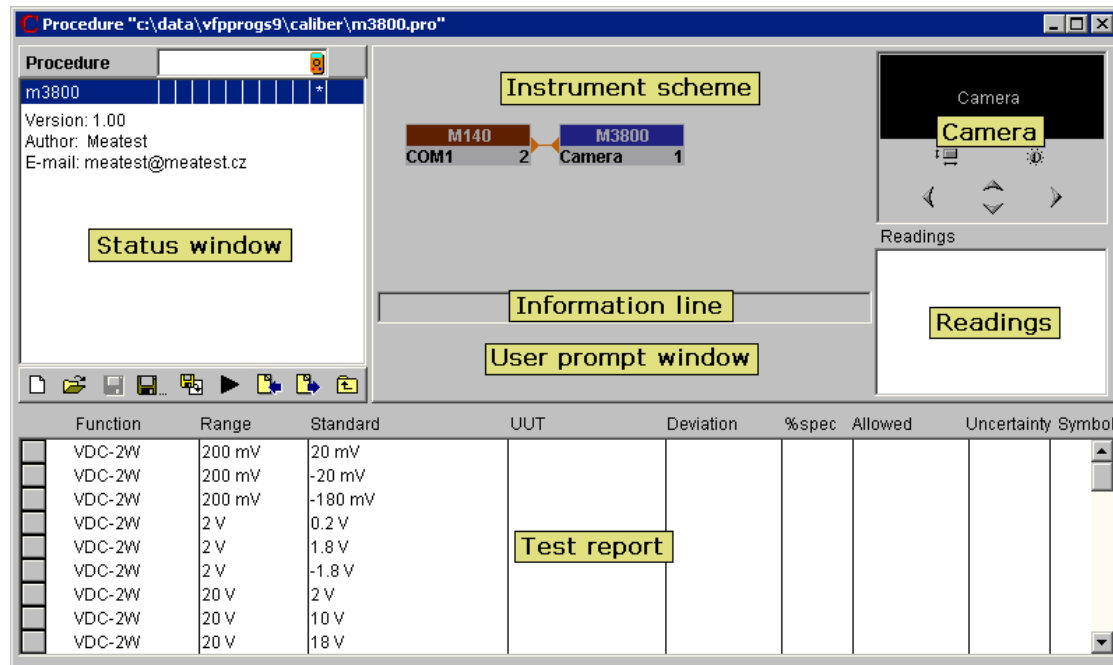 Procedure "c:\data\vfpprogs9\caliber\m3800.pro"
Procedure
m3800 *
Version: 1.00
Author: Meatest
E-mail: meatest@meatest.cz
Status window
Instrument scheme
M140 M3800
COM1 2 Camera 1
Information line
User prompt window
Camera
Camera
Readings
Readings
Function Range Standard UUT Deviation %spec Allowed Uncertainty Symbol
VDC-2W 200 mV 20 mV
VDC-2W 200 mV -20 mV
VDC-2W 200 mV -180 mV
VDC-2W 2 V 0.2 V
VDC-2W 2 V 1.8 V
VDC-2W 2 V -1.8 V
VDC-2W 20 V 2 V
VDC-2W 20 V 10 V
VDC-2W 20 V 18 V
Test report